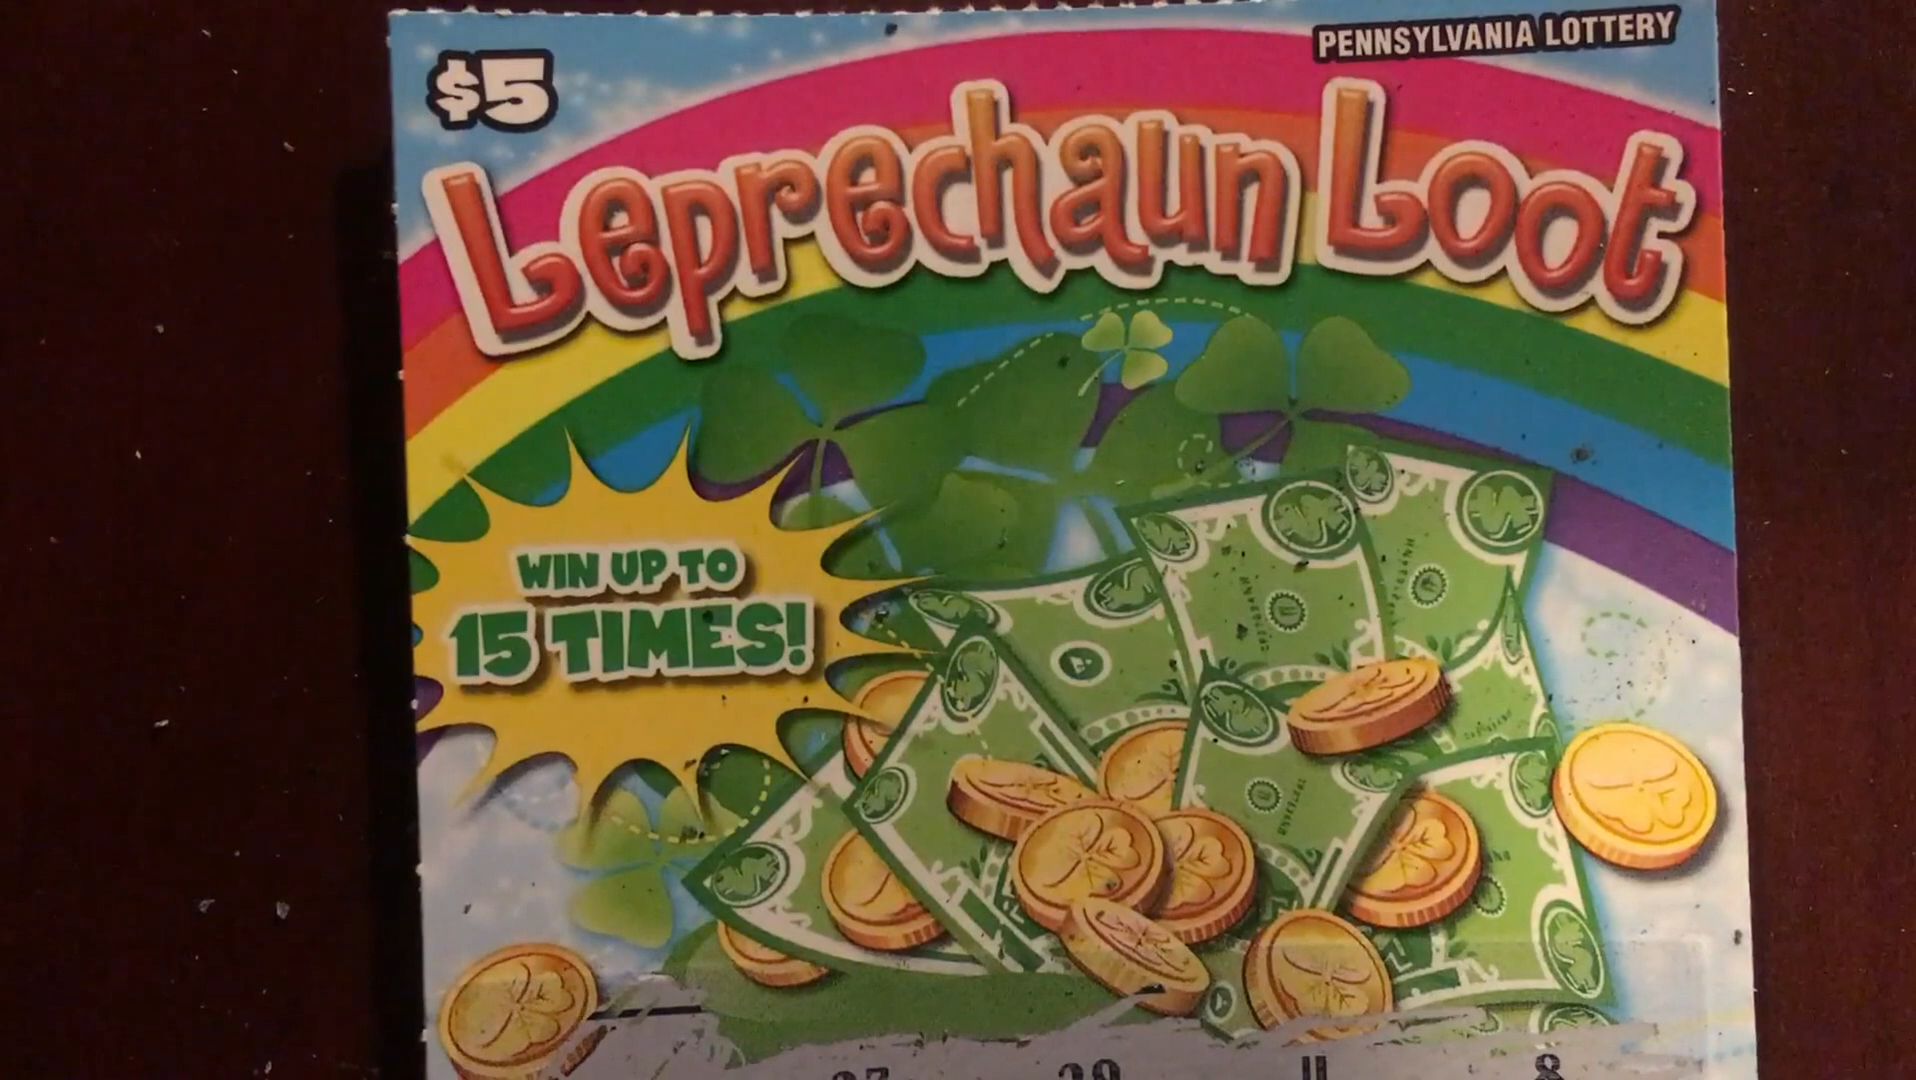 $5
PENNSYLVANIA LOTTERY
Leprechaun Loot
WIN UP TO
15 TIMES!